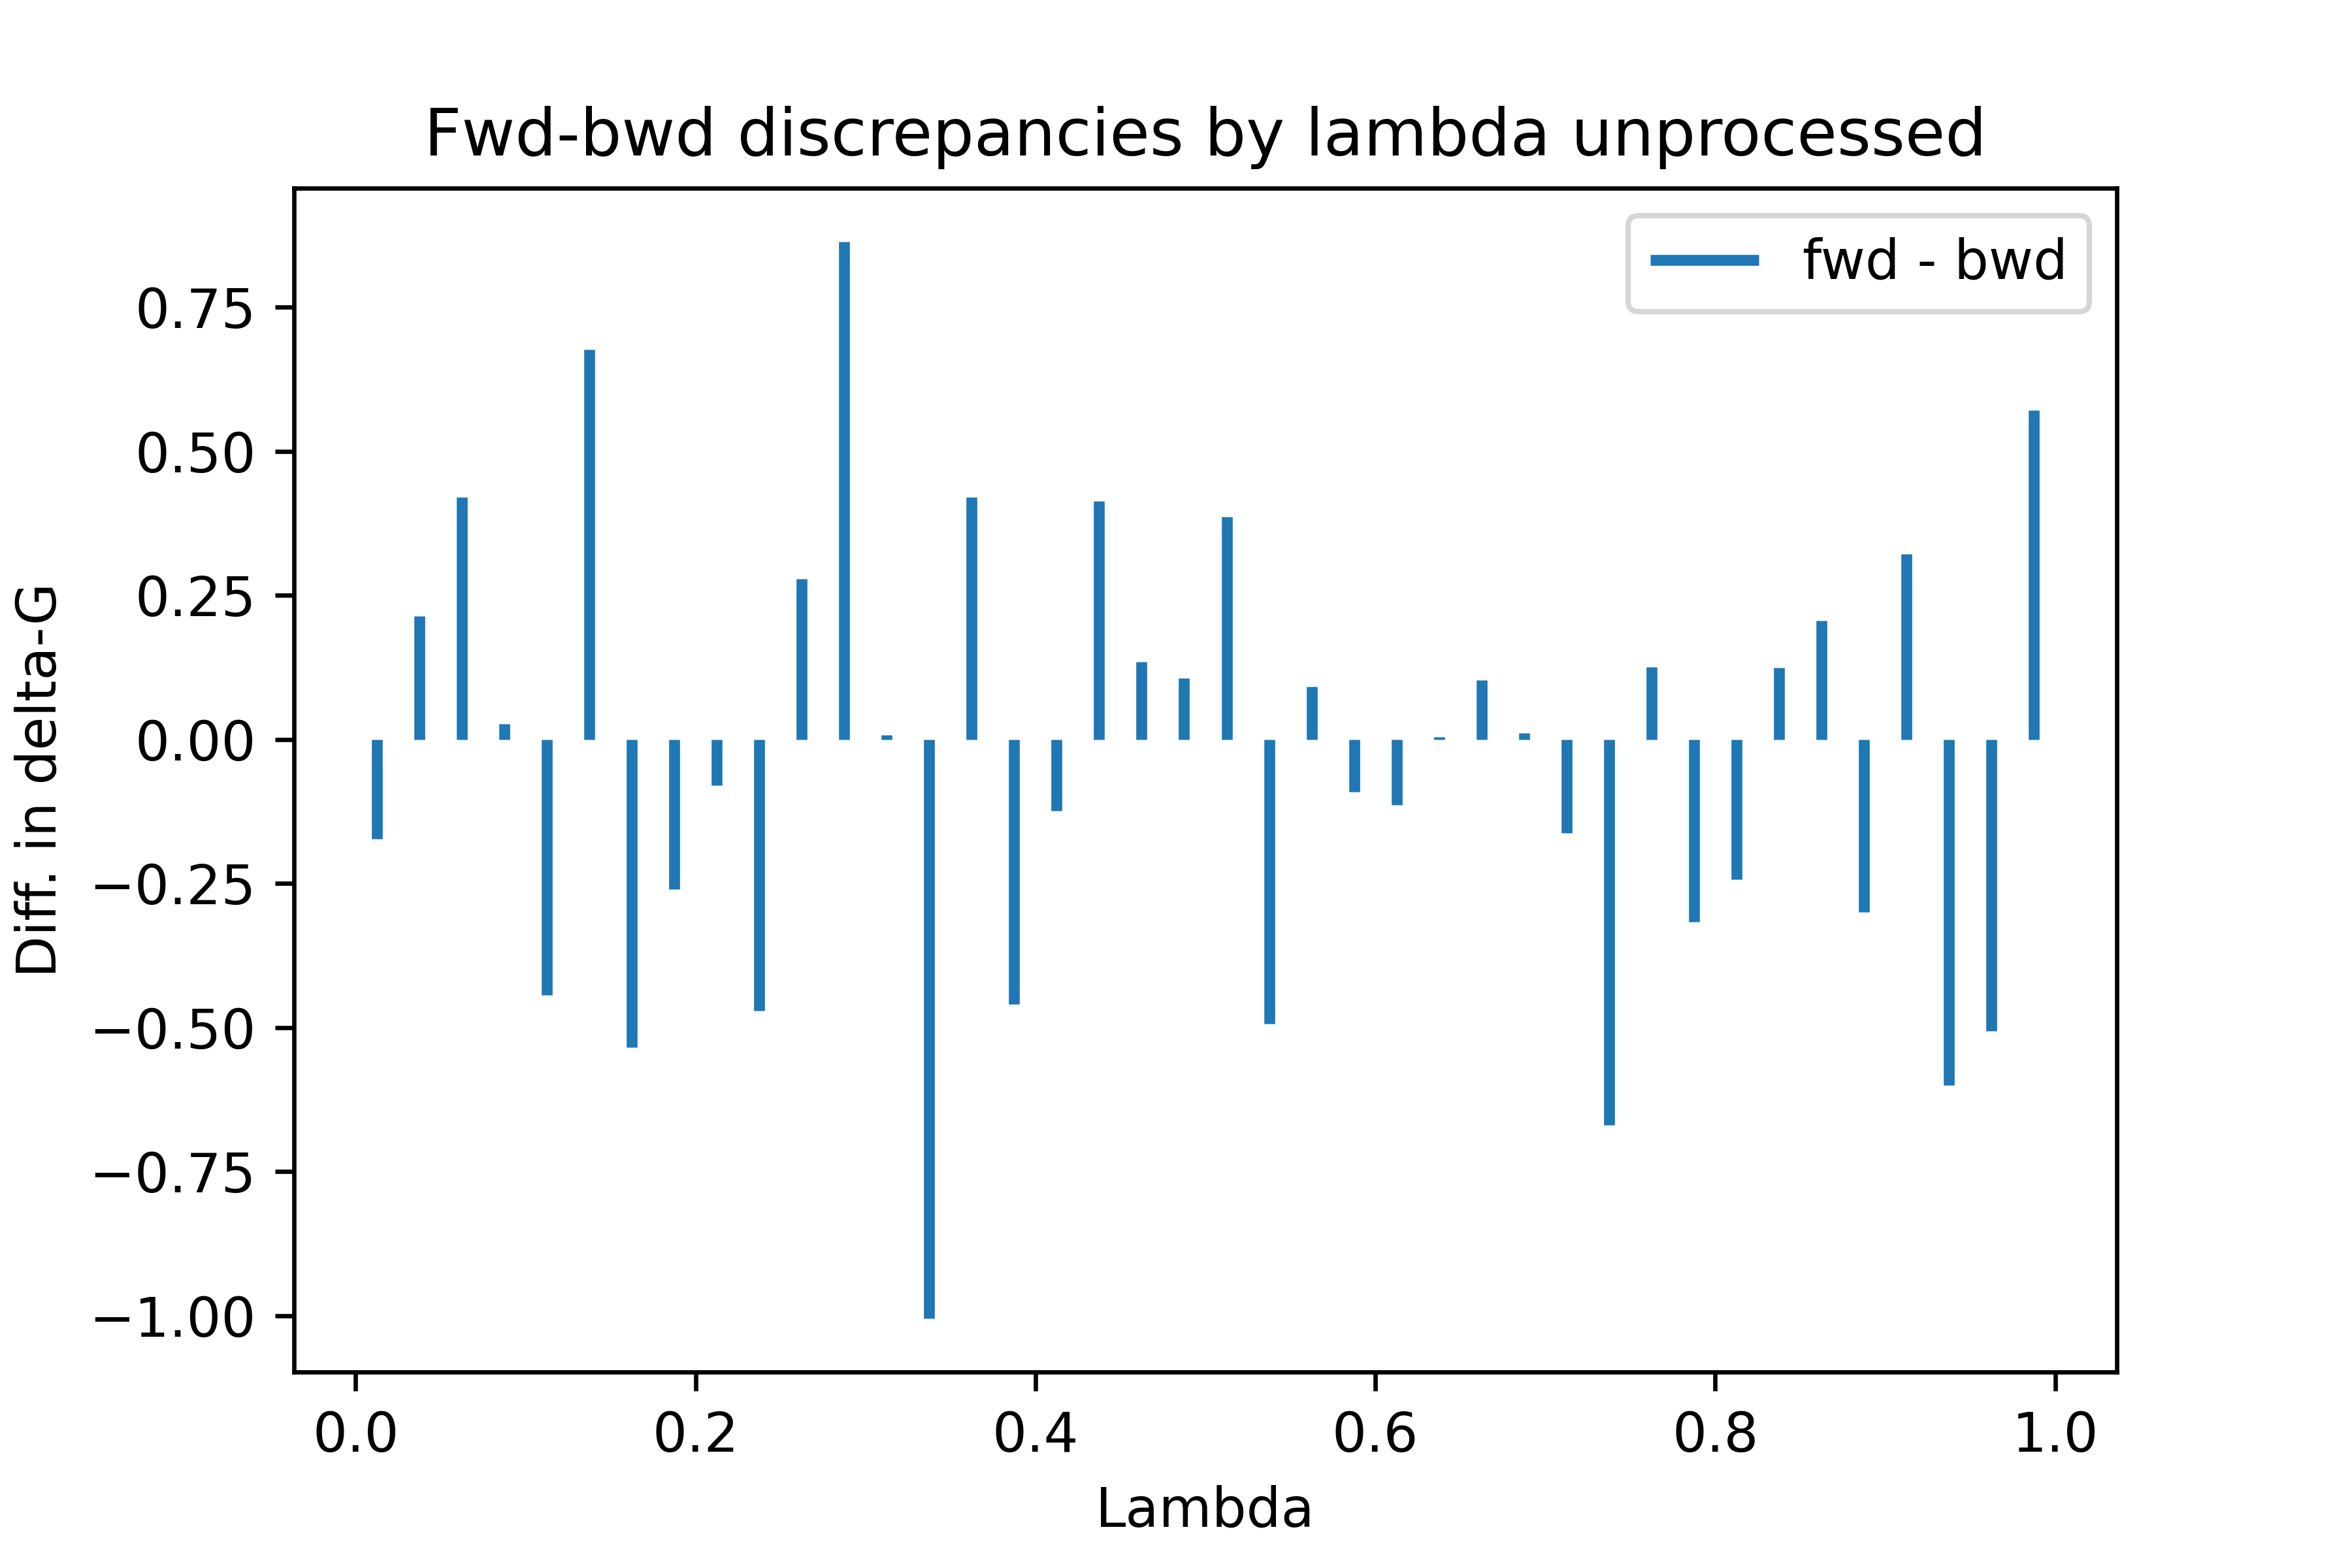 Fwd-bwd discrepancies by lambda unprocessed
fwd - bwd
Diff. in delta-G
0.75
0.50
0.25
0.00
−0.25
−0.50
−0.75
−1.00
0.0 0.2 0.4 0.6 0.8 1.0
Lambda